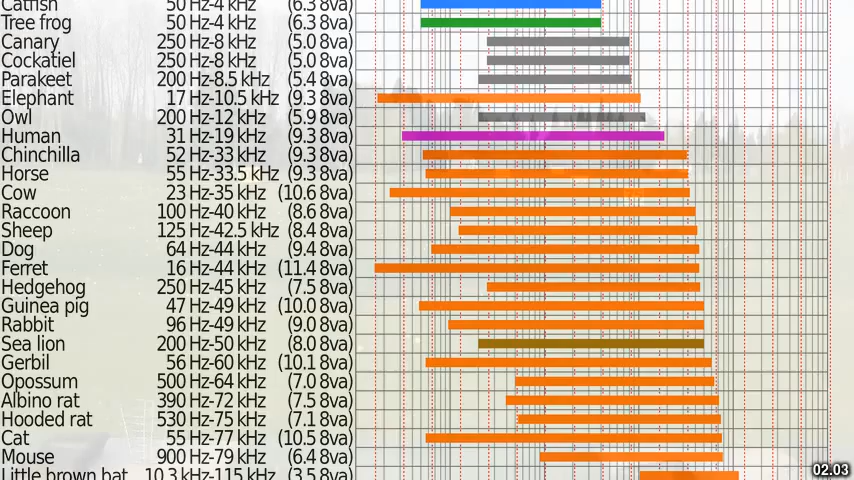 Catfish 50 Hz-4 kHz (6.3 8va)
Tree frog 50 Hz-4 kHz (6.3 8va)
Canary 250 Hz-8 kHz (5.0 8va)
Cockatiel 250 Hz-8 kHz (5.0 8va)
Parakeet 200 Hz-8.5 kHz (5.4 8va)
Elephant 17 Hz-10.5 kHz (9.3 8va)
Owl 200 Hz-12 kHz (5.9 8va)
Human 31 Hz-19 kHz (9.3 8va)
Chinchilla 52 Hz-33 kHz (9.3 8va)
Horse 55 Hz-33.5 kHz (9.3 8va)
Cow 23 Hz-35 kHz (10.6 8va)
Raccoon 100 Hz-40 kHz (8.6 8va)
Sheep 125 Hz-42.5 kHz (8.4 8va)
Dog 64 Hz-44 kHz (9.4 8va)
Ferret 16 Hz-44 kHz (11.4 8va)
Hedgehog 250 Hz-45 kHz (7.5 8va)
Guinea pig 47 Hz-49 kHz (10.0 8va)
Rabbit 96 Hz-49 kHz (9.0 8va)
Sea lion 200 Hz-50 kHz (8.0 8va)
Gerbil 56 Hz-60 kHz (10.1 8va)
Opossum 500 Hz-64 kHz (7.0 8va)
Albino rat 390 Hz-72 kHz (7.5 8va)
Hooded rat 530 Hz-75 kHz (7.1 8va)
Cat 55 Hz-77 kHz (10.5 8va)
Mouse 900 Hz-79 kHz (6.4 8va)
Little brown bat 10.3 kHz-115 kHz (3.5 8va)
02.03